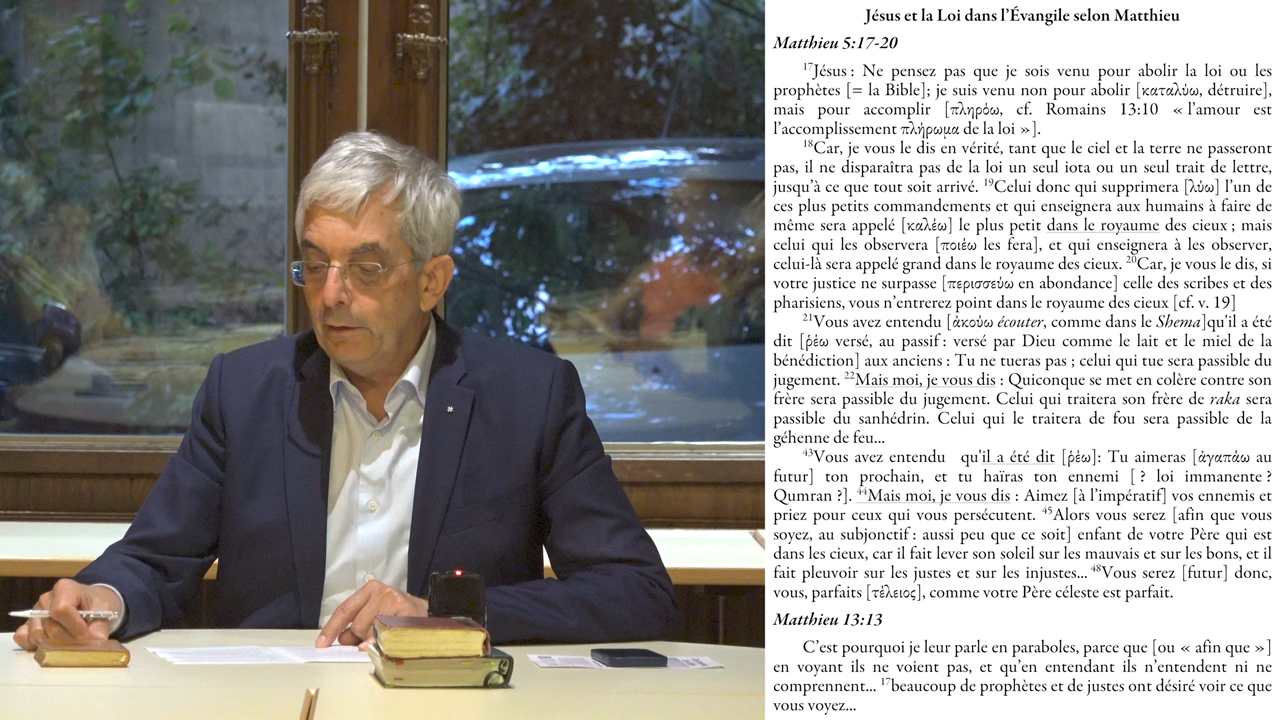 Jésus et la Loi dans l’Évangile selon Matthieu
Matthieu 5:17-20
17Jésus : Ne pensez pas que je sois venu pour abolir la loi ou les
prophètes [= la Bible]; je suis venu non pour abolir [καταλύω, détruire],
mais pour accomplir [πληρόω, cf. Romains 13:10 « l’amour est
l’accomplissement πλήρωμα de la loi »].
18Car, je vous le dis en vérité, tant que le ciel et la terre ne passeront
pas, il ne disparaîtra pas de la loi un seul iota ou un seul trait de lettre,
jusqu’à ce que tout soit arrivé. 19Celui donc qui supprimera [λύω] l’un de
ces plus petits commandements et qui enseignera aux humains à faire de
même sera appelé [καλέω] le plus petit dans le royaume des cieux ; mais
celui qui les observera [ποιέω les fera], et qui enseignera à les observer,
celui-là sera appelé grand dans le royaume des cieux. 20Car, je vous le dis, si
votre justice ne surpasse [περισσεύω en abondance] celle des scribes et des
pharisiens, vous n’entrerez point dans le royaume des cieux [cf. v. 19]
21Vous avez entendu [ἀκούω écouter, comme dans le Shema]qu'il a été
dit [ῥέω versé, au passif : versé par Dieu comme le lait et le miel de la
bénédiction] aux anciens : Tu ne tueras pas ; celui qui tue sera passible du
jugement. 22Mais moi, je vous dis : Quiconque se met en colère contre son
frère sera passible du jugement. Celui qui traitera son frère de raka sera
passible du sanhédrin. Celui qui le traitera de fou sera passible de la
géhenne de feu...
43Vous avez entendu qu'il a été dit [ῥέω]: Tu aimeras [ἀγαπάω au
futur] ton prochain, et tu haïras ton ennemi [ ? loi immanente ?
Qumran ?]. 44Mais moi, je vous dis : Aimez [à l’impératif] vos ennemis et
priez pour ceux qui vous persécutent. 45Alors vous serez [afin que vous
soyez, au subjonctif : aussi peu que ce soit] enfant de votre Père qui est
dans les cieux, car il fait lever son soleil sur les mauvais et sur les bons, et il
fait pleuvoir sur les justes et sur les injustes... 48Vous serez [futur] donc,
vous, parfaits [τέλειος], comme votre Père céleste est parfait.
Matthieu 13:13
C’est pourquoi je leur parle en paraboles, parce que [ou « afin que »]
en voyant ils ne voient pas, et qu’en entendant ils n’entendent ni ne
comprennent... 17beaucoup de prophètes et de justes ont désiré voir ce que
vous voyez...